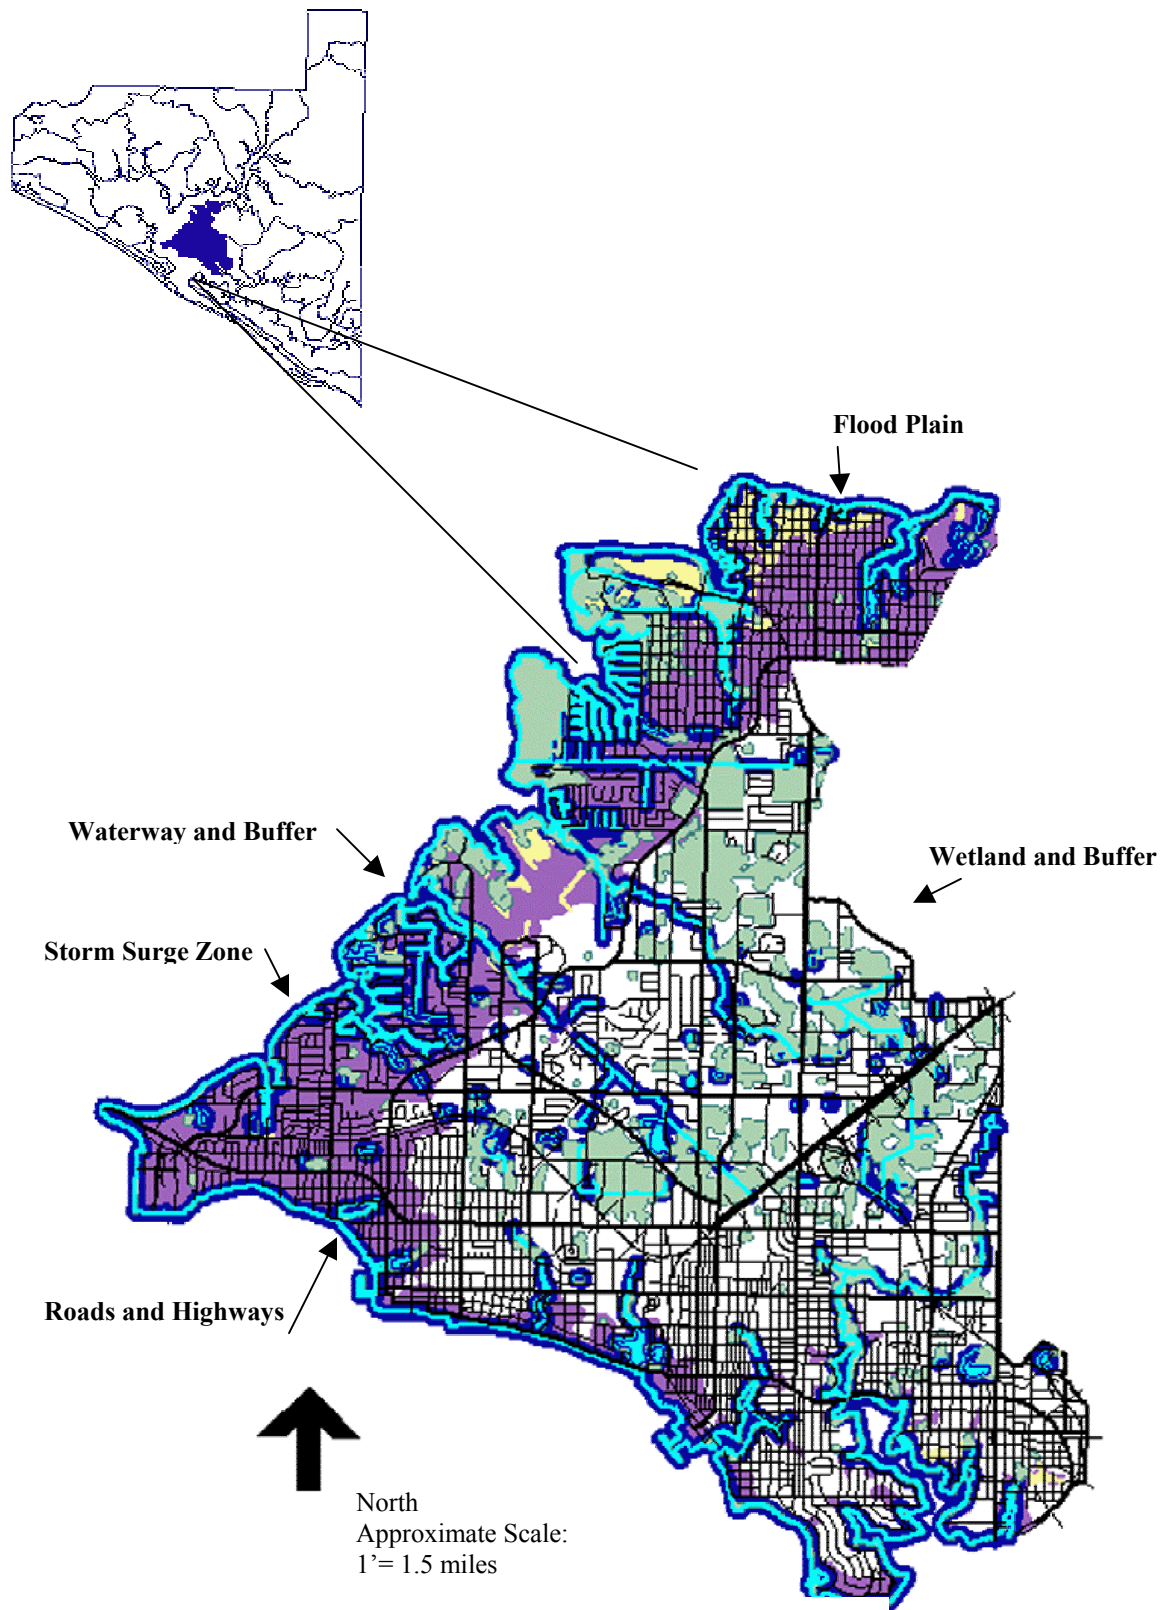 Flood Plain
Waterway and Buffer
Wetland and Buffer
Storm Surge Zone
Roads and Highways
North
Approximate Scale:
1’= 1.5 miles